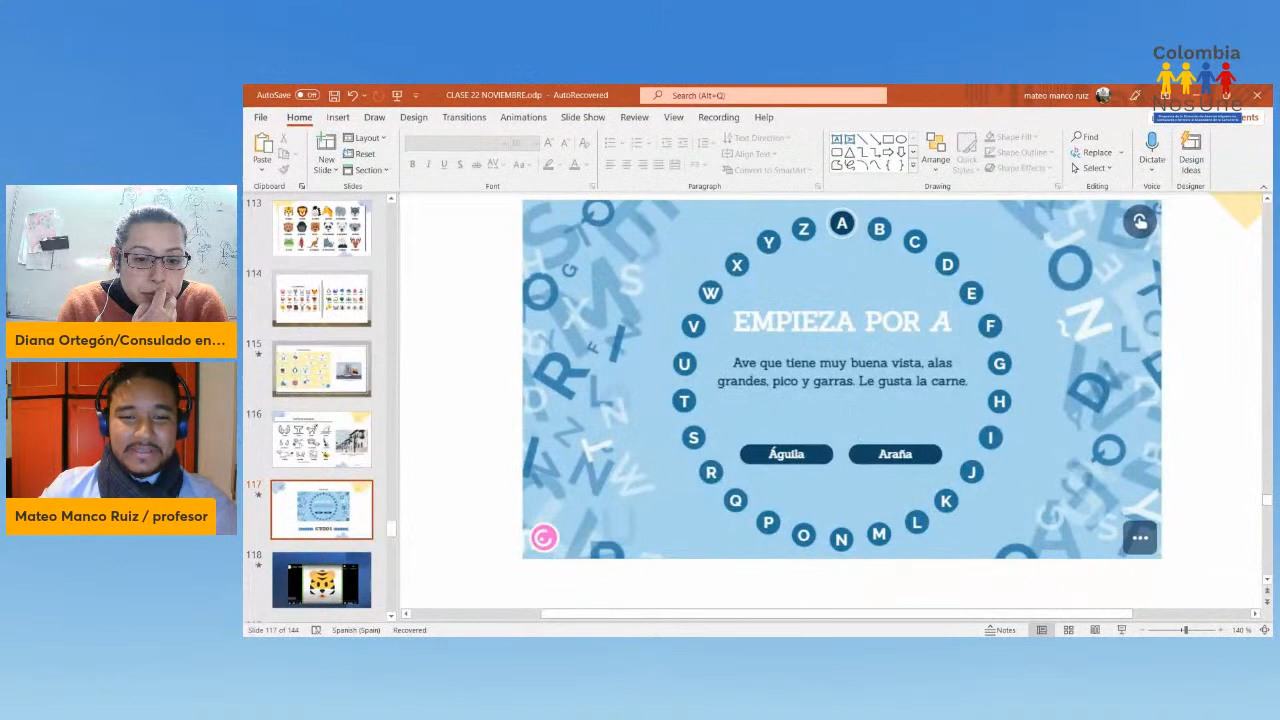 Colombia
Nos Une
AutoSave
Off
CLASE 22 NOVIEMBRE.odp - AutoRecovered
Search (Alt+Q)
mateo manco ruiz
File
Home
Insert
Draw
Design
Transitions
Animations
Slide Show
Review
View
Recording
Help
Paste
New
Slide
Layout
Reset
Section
Text Direction
Align Text
Convert to SmartArt
Arrange
Quick
Styles
Shape Fill
Shape Outline
Shape Effects
Find
Replace
Select
Dictate
Design
Ideas
Clipboard
Slides
Font
Paragraph
Drawing
Editing
Voice
Designer
113
114
115
116
117
118
A
B
C
D
E
F
G
H
I
J
K
L
M
N
O
P
Q
R
S
T
U
V
W
X
Y
Z
EMPIEZA POR A
Ave que tiene muy buena vista, alas
grandes, pico y garras. Le gusta la carne.
Águila
Araña
Diana Ortegón/Consulado en...
Mateo Manco Ruiz / profesor
Slide 117 of 144
Spanish (Spain)
Recovered
Notes
140 %